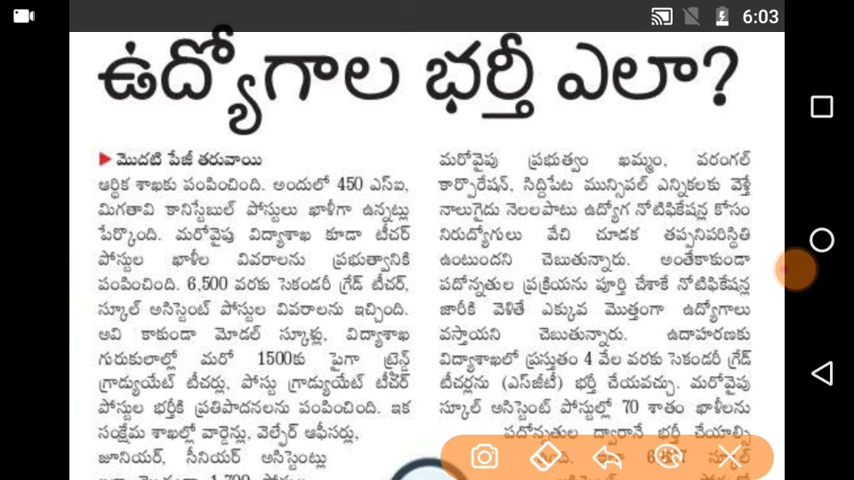 6:03
ఉద్యోగాల భర్తీ ఎలా?
మొదటి పేజీ తరువాయి
ఆర్థిక శాఖకు పంపించింది. అందులో 450 ఎస్ఐ,
మిగతావి కానిస్టేబుల్ పోస్టులు ఖాళీగా ఉన్నట్లు
పేర్కొంది. మరోవైపు విద్యాశాఖ కూడా టీచర్
పోస్టుల ఖాళీల వివరాలను ప్రభుత్వానికి
పంపించింది. 6,500 వరకు సెకండరీ గ్రేడ్ టీచర్,
స్కూల్ అసిస్టెంట్ పోస్టుల వివరాలను ఇచ్చింది.
అవి కాకుండా మోడల్ స్కూళ్లు, విద్యాశాఖ
గురుకులాల్లో మరో 1500కు పైగా ట్రైన్డ్
గ్రాడ్యుయేట్ టీచర్లు, పోస్టు గ్రాడ్యుయేట్ టీచర్
పోస్టుల భర్తీకి ప్రతిపాదనలను పంపించింది. ఇక
సంక్షేమ శాఖల్లో వార్డెన్లు, వెల్ఫేర్ ఆఫీసర్లు,
జూనియర్, సీనియర్ అసిస్టెంట్లు
మరోవైపు ప్రభుత్వం ఖమ్మం, వరంగల్
కార్పొరేషన్, సిద్దిపేట మున్సిపల్ ఎన్నికలకు వెళ్తే
నాలుగైదు నెలలపాటు ఉద్యోగ నోటిఫికేషన్ల కోసం
నిరుద్యోగులు వేచి చూడక తప్పనిపరిస్థితి
ఉంటుందని చెబుతున్నారు. అంతేకాకుండా
పదోన్నతుల ప్రక్రియను పూర్తి చేశాకే నోటిఫికేషన్ల
జారీకి వెళితే ఎక్కువ మొత్తంగా ఉద్యోగాలు
వస్తాయని చెబుతున్నారు. ఉదాహరణకు
విద్యాశాఖలో ప్రస్తుతం 4 వేల వరకు సెకండరీ గ్రేడ్
టీచర్లను (ఎస్‌జీటీ) భర్తీ చేయవచ్చు. మరోవైపు
స్కూల్ అసిస్టెంట్ పోస్టుల్లో 70 శాతం ఖాళీలను
పదోన్నతుల ద్వారానే భర్తీ చేయాల్సి